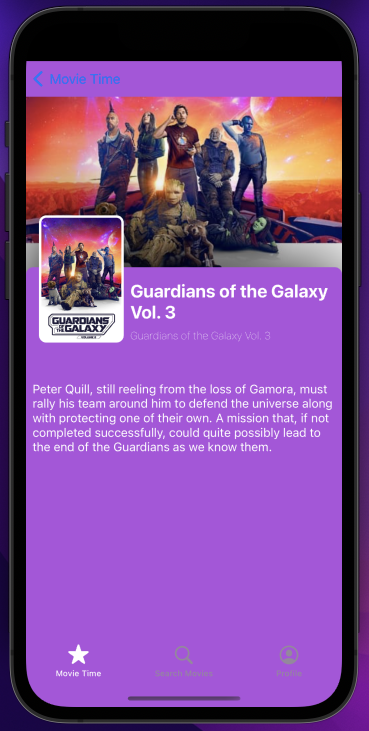 Movie Time
GUARDIANS
OF THE
GALAXY
VOLUME 3
Guardians of the Galaxy
Vol. 3
Guardians of the Galaxy Vol. 3
Peter Quill, still reeling from the loss of Gamora, must
rally his team around him to defend the universe along
with protecting one of their own. A mission that, if not
completed successfully, could quite possibly lead to
the end of the Guardians as we know them.
Movie Time
Search Movies
Profile